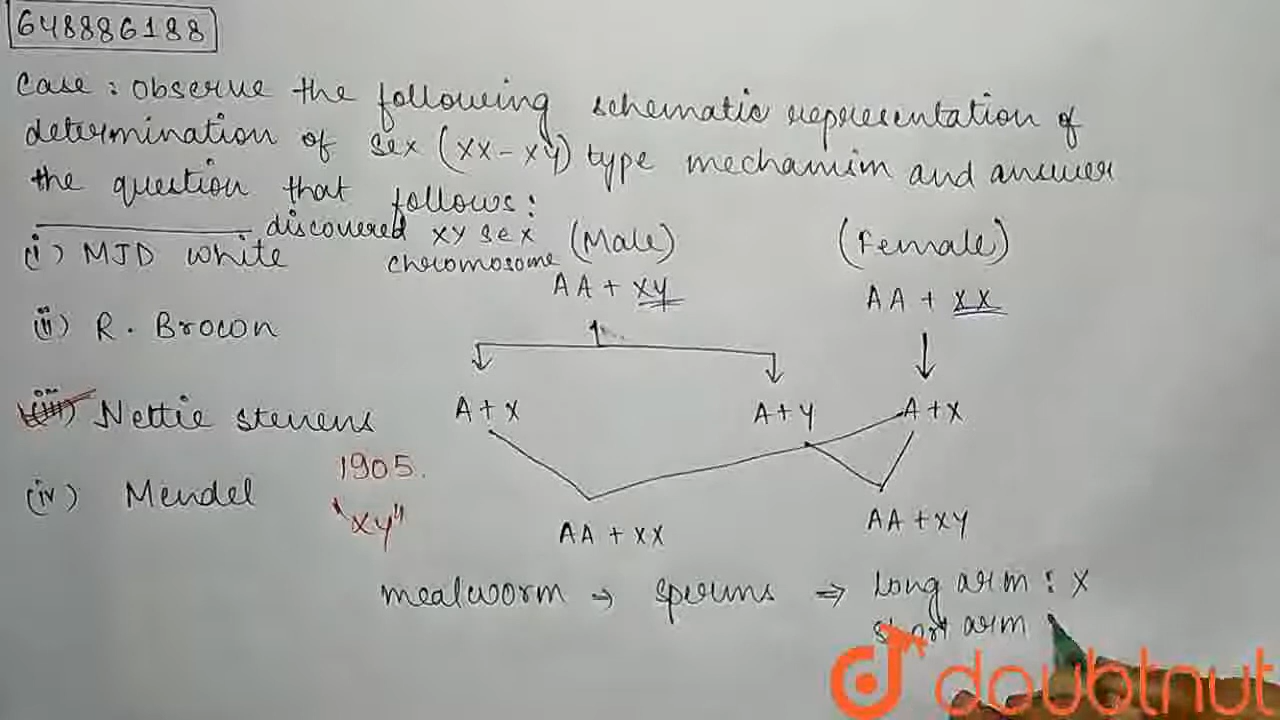 648886188
Case : Observe the following schematic representation of
determination of sex (XX - XY) type mechanism and answer
the question that follows :
__________ discovered XY sex
chromosome
(i) MJD White
(ii) R. Brown
(iii) Nettie Stevens
(iv) Mendel
1905.
"XY"
(Male) (Female)
AA + XY AA + XX
A + X A + Y A + X
AA + XX AA + XY
mealworm → sperms ⇒ Long arm : X
Short arm
doubtnut